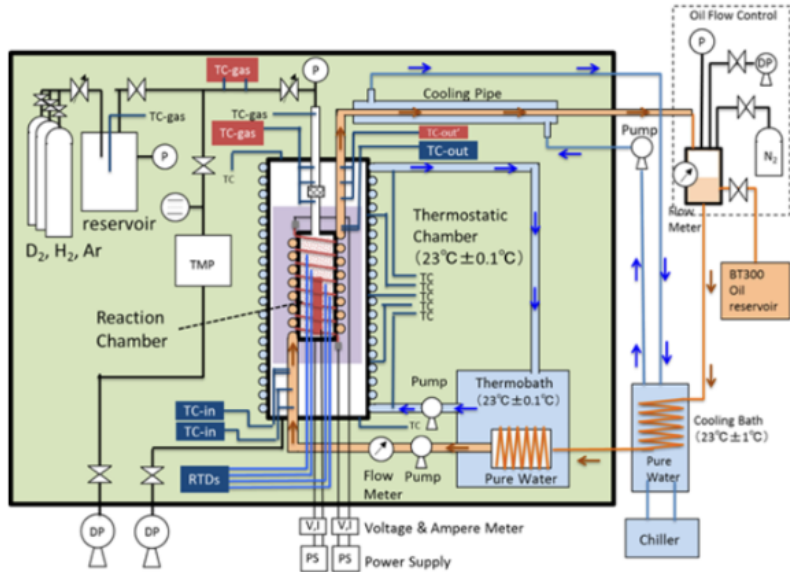 Oil Flow Control
P
DP
N2
Flow
Meter
BT300
Oil
reservoir
TC-gas
P
Cooling Pipe
Pump
TC-gas
TC-gas
TC-gas
TC-out'
TC-out
TC
P
reservoir
D2, H2, Ar
TMP
Thermostatic
Chamber
(23℃±0.1℃)
TC
TC
TC
TC
TC
Reaction
Chamber
Pump
Thermobath
(23℃±0.1℃)
TC-in
TC-in
TC
Flow
Meter
Pump
Pure Water
RTDs
Cooling Bath
(23℃±1℃)
Pure
Water
Chiller
DP
DP
V,I
V,I
Voltage & Ampere Meter
PS
PS
Power Supply